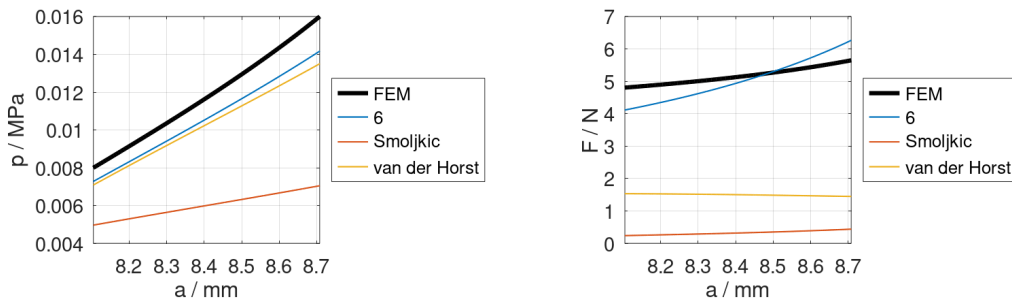 0.016
0.014
0.012
0.01
0.008
0.006
0.004
p / MPa
8.2 8.3 8.4 8.5 8.6 8.7
a / mm
FEM
6
Smoljkic
van der Horst
7
6
5
4
3
2
1
0
F / N
8.2 8.3 8.4 8.5 8.6 8.7
a / mm
FEM
6
Smoljkic
van der Horst